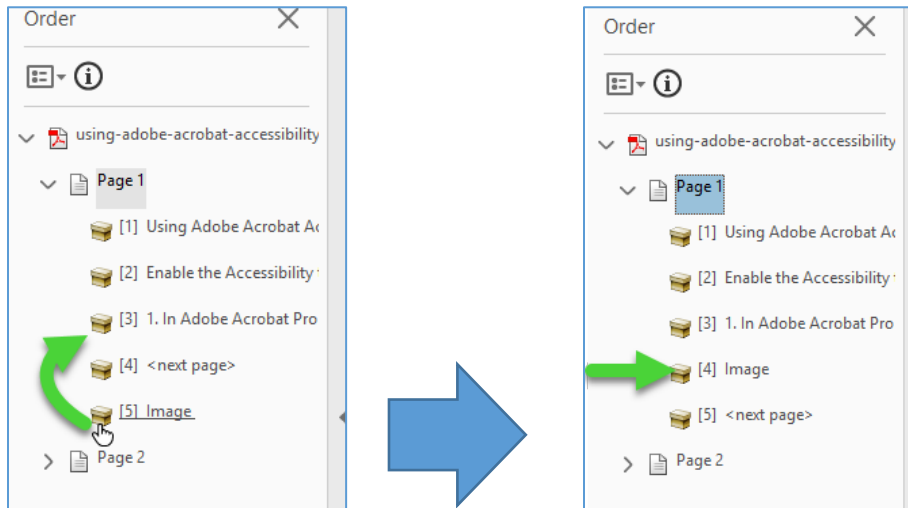 Order
using-adobe-acrobat-accessibility
Page 1
[1] Using Adobe Acrobat Ac
[2] Enable the Accessibility
[3] 1. In Adobe Acrobat Pro
[4] <next page>
[5] Image
Page 2
Order
using-adobe-acrobat-accessibility
Page 1
[1] Using Adobe Acrobat Ac
[2] Enable the Accessibility
[3] 1. In Adobe Acrobat Pro
[4] Image
[5] <next page>
Page 2